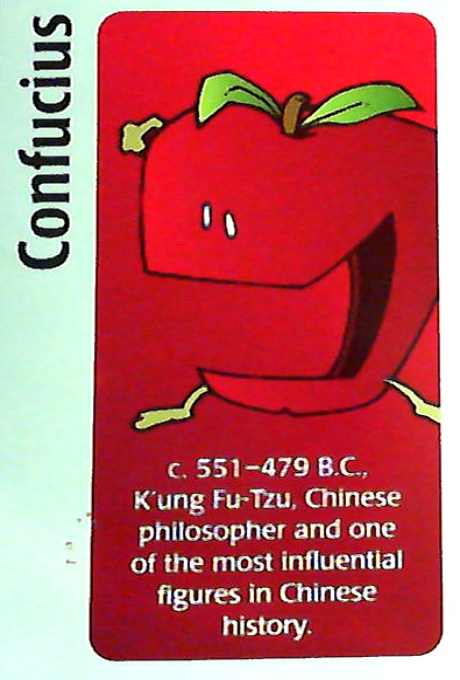 Confucius
c. 551–479 B.C.,
K'ung Fu-Tzu, Chinese
philosopher and one
of the most influential
figures in Chinese
history.